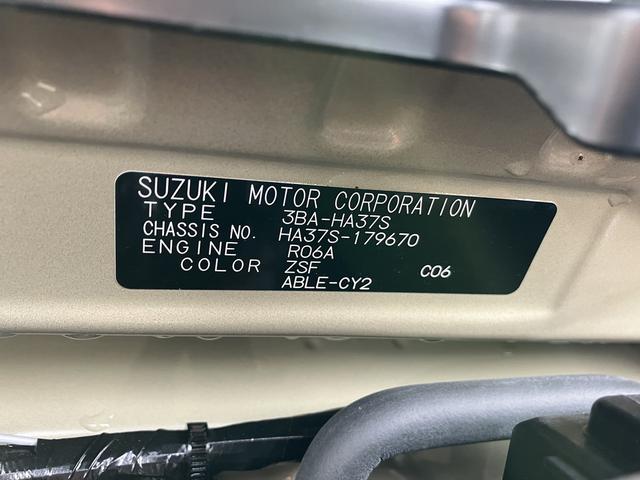 SUZUKI MOTOR CORPORATION
TYPE 3BA-HA37S
CHASSIS NO. HA37S-179670
ENGINE R06A
COLOR ZSF C06
ABLE-CY2